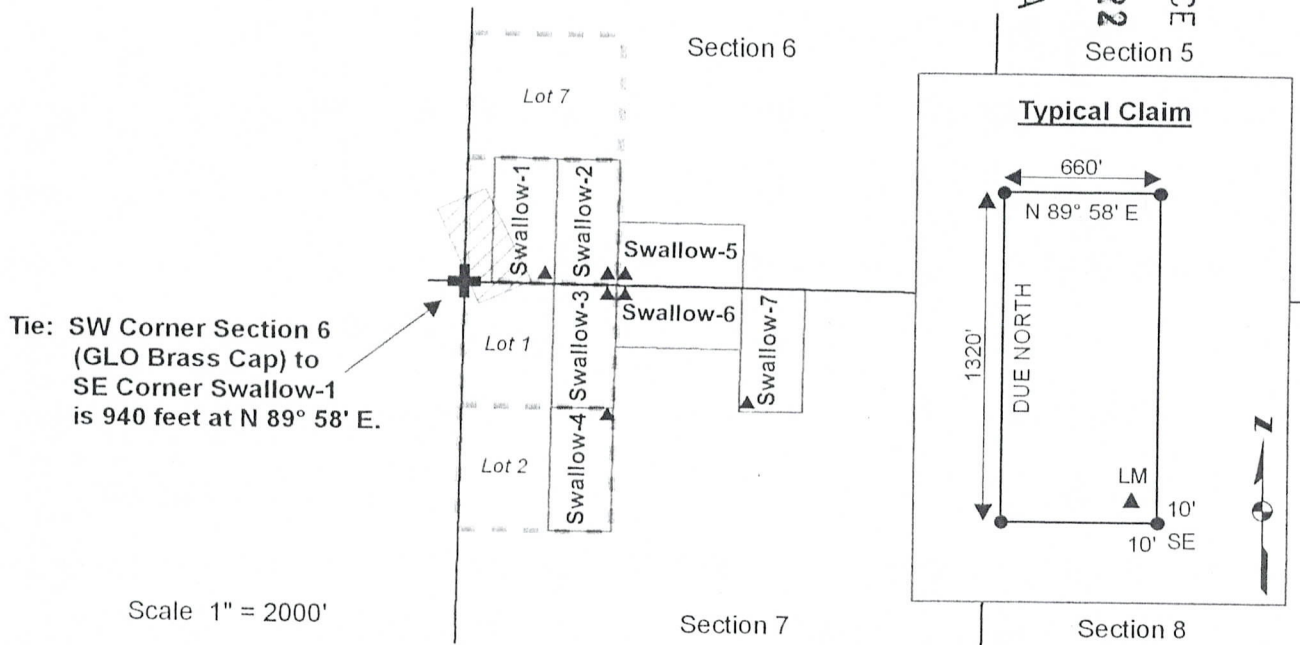 CE
22
A
Section 6
Section 5
Lot 7
Swallow-1
Swallow-2
Swallow-5
Swallow-3
Swallow-6
Swallow-7
Lot 1
Swallow-4
Lot 2
Tie: SW Corner Section 6
(GLO Brass Cap) to
SE Corner Swallow-1
is 940 feet at N 89° 58' E.
Scale 1" = 2000'
Section 7
Section 8
Typical Claim
660'
N 89° 58' E
1320'
DUE NORTH
LM
10'
10' SE
N